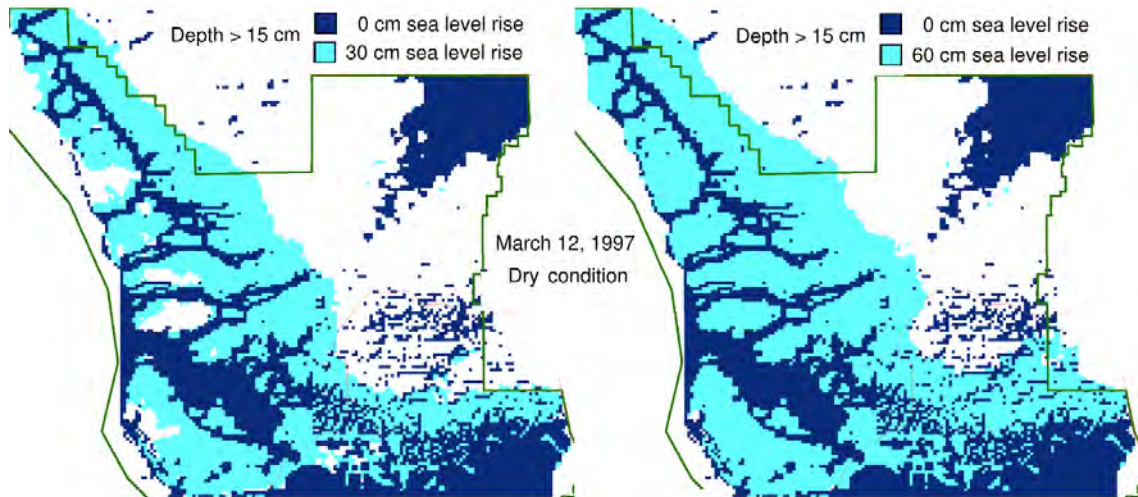 Depth > 15 cm
0 cm sea level rise
30 cm sea level rise
Depth > 15 cm
0 cm sea level rise
60 cm sea level rise
March 12, 1997
Dry condition